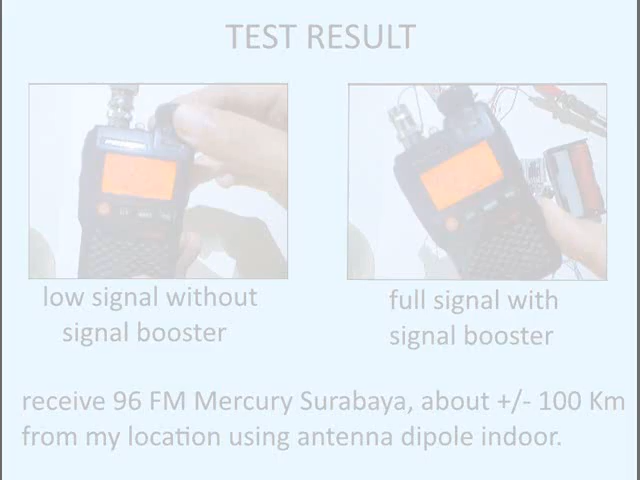 TEST RESULT
low signal without
signal booster
full signal with
signal booster
receive 96 FM Mercury Surabaya, about +/- 100 Km
from my location using antenna dipole indoor.